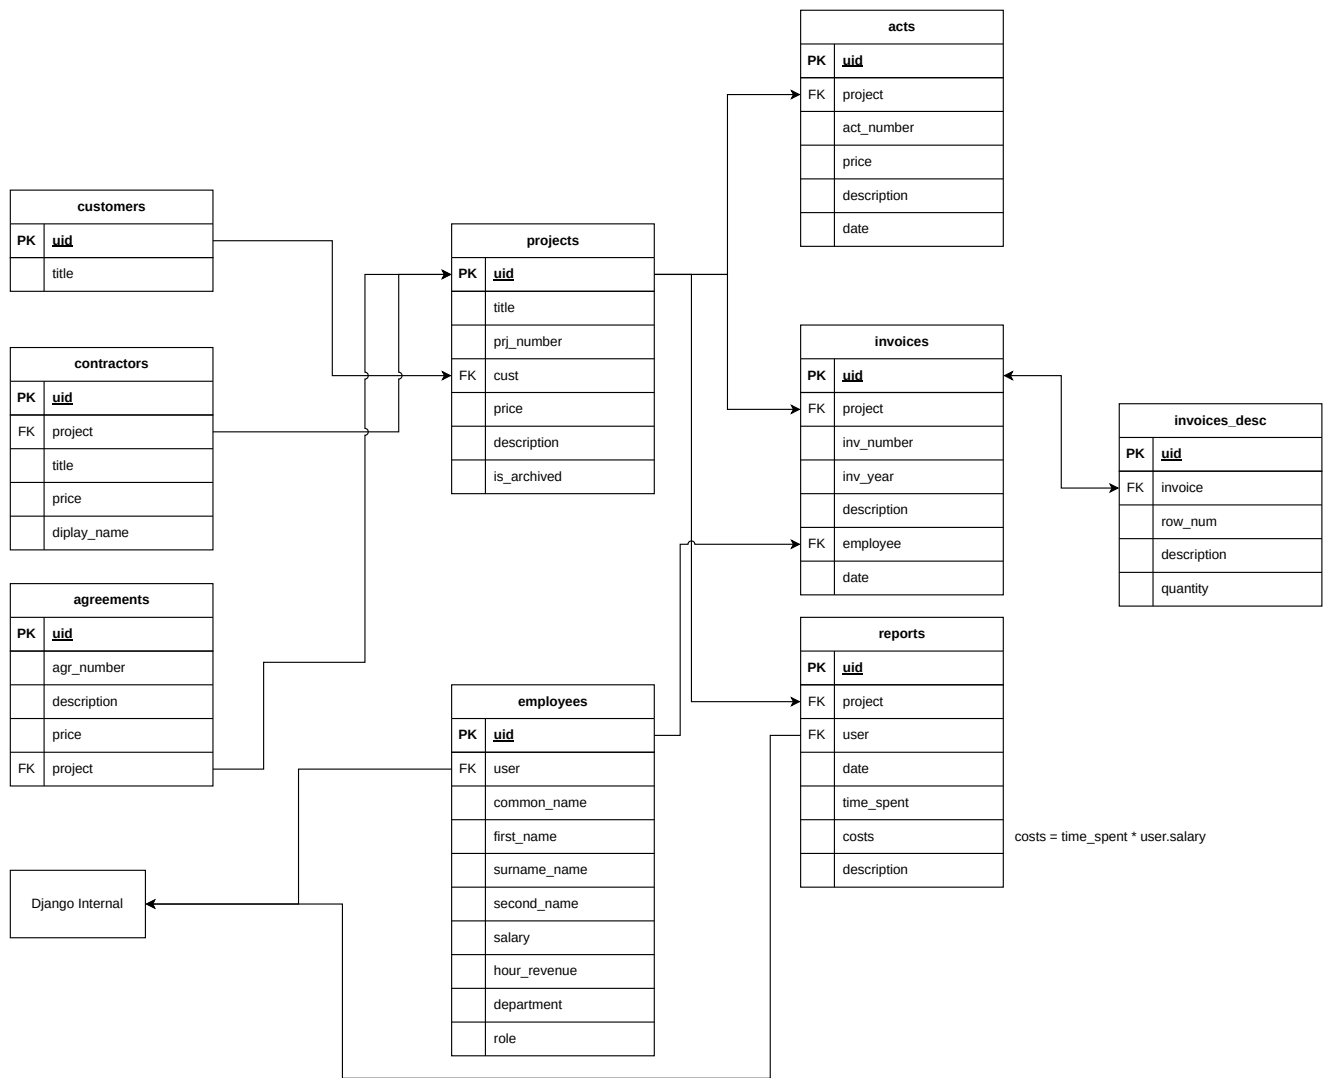 acts
PK uid
FK project
act_number
price
description
date
customers
PK uid
title
projects
PK uid
title
prj_number
FK cust
price
description
is_archived
contractors
PK uid
FK project
title
price
diplay_name
invoices
PK uid
FK project
inv_number
inv_year
description
FK employee
date
invoices_desc
PK uid
FK invoice
row_num
description
quantity
agreements
PK uid
agr_number
description
price
FK project
employees
PK uid
FK user
common_name
first_name
surname_name
second_name
salary
hour_revenue
department
role
reports
PK uid
FK project
FK user
date
time_spent
costs
description
costs = time_spent * user.salary
Django Internal